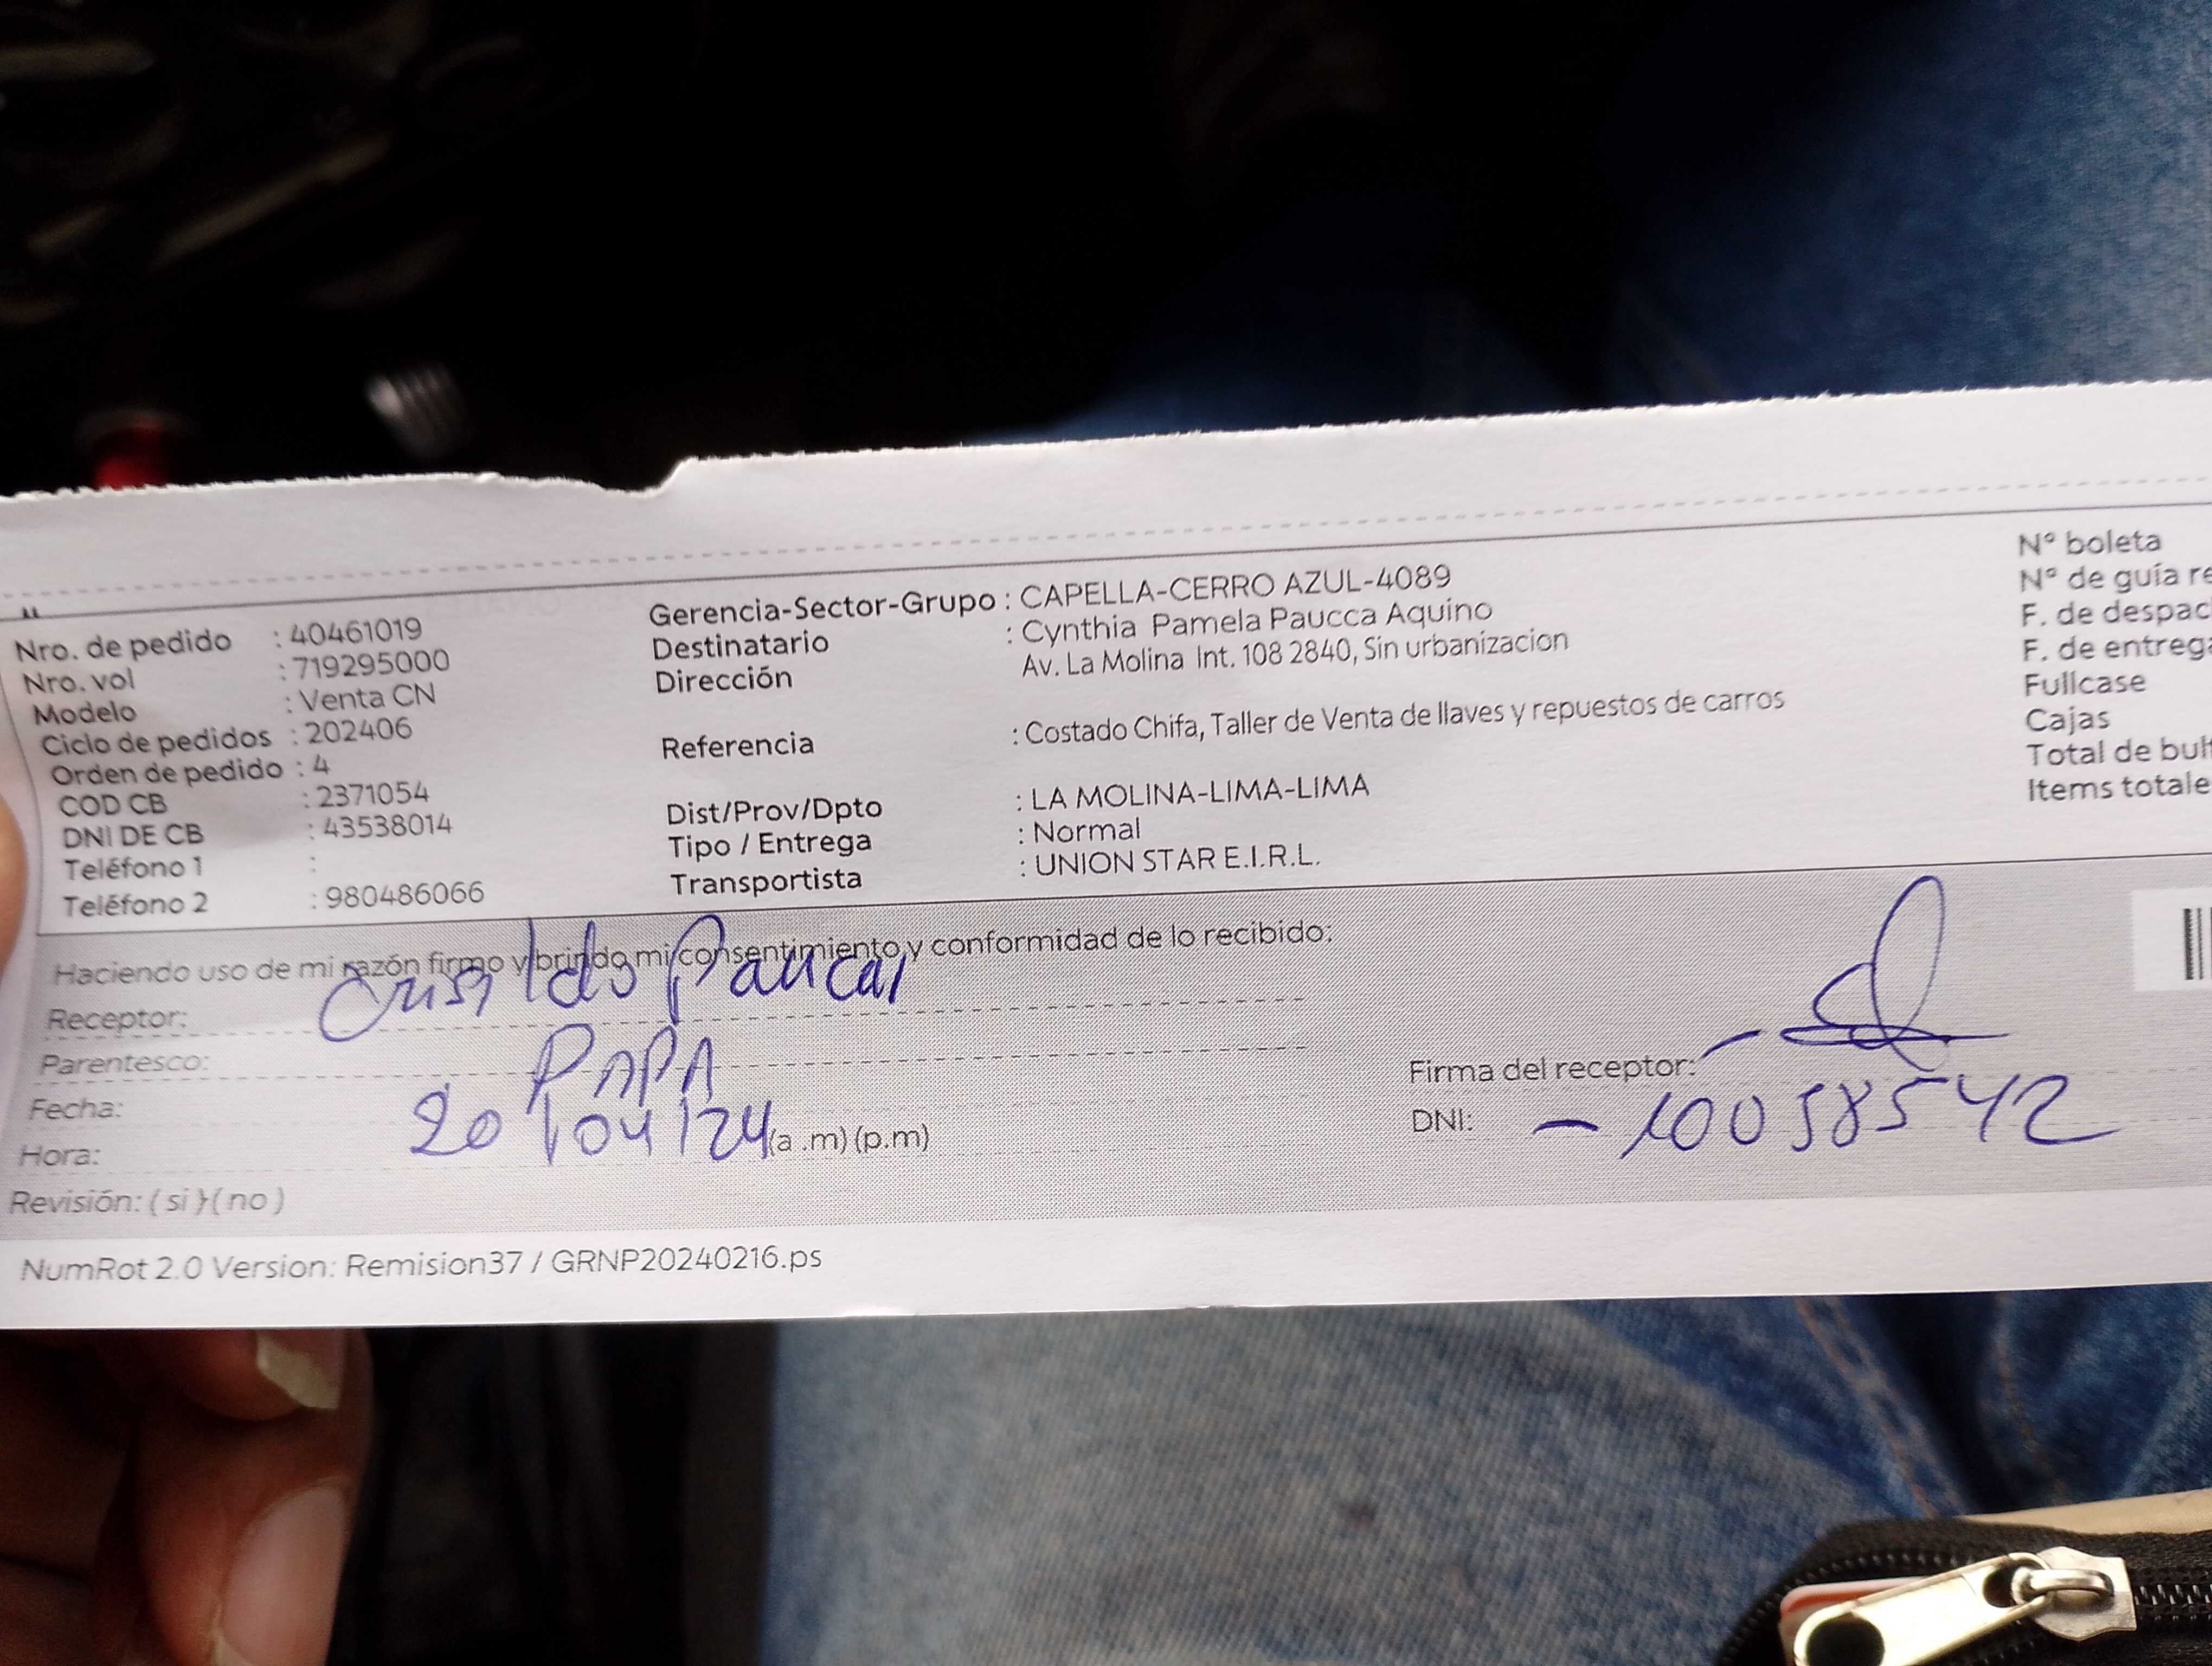 Nro. de pedido : 40461019
Nro. vol : 719295000
Modelo : Venta CN
Ciclo de pedidos : 202406
Orden de pedido : 4
COD CB : 2371054
DNI DE CB : 43538014
Teléfono 1 :
Teléfono 2 : 980486066
Gerencia-Sector-Grupo : CAPELLA-CERRO AZUL-4089
Destinatario : Cynthia Pamela Paucca Aquino
Dirección Av. La Molina Int. 108 2840, Sin urbanizacion
Referencia : Costado Chifa, Taller de Venta de llaves y repuestos de carros
Dist/Prov/Dpto : LA MOLINA-LIMA-LIMA
Tipo / Entrega : Normal
Transportista : UNION STAR E.I.R.L.
N° boleta
N° de guía re
F. de despac
F. de entrega
Fullcase
Cajas
Total de bult
Items totale
Haciendo uso de mi razón firmo y brindo mi consentimiento y conformidad de lo recibido:
Receptor:
Parentesco: PAPA
Fecha: 20/04/24
Hora: (a .m) (p.m)
Revisión: ( si }( no )
Firma del receptor:
DNI: - 10058542
NumRot 2.0 Version: Remision37 / GRNP20240216.ps